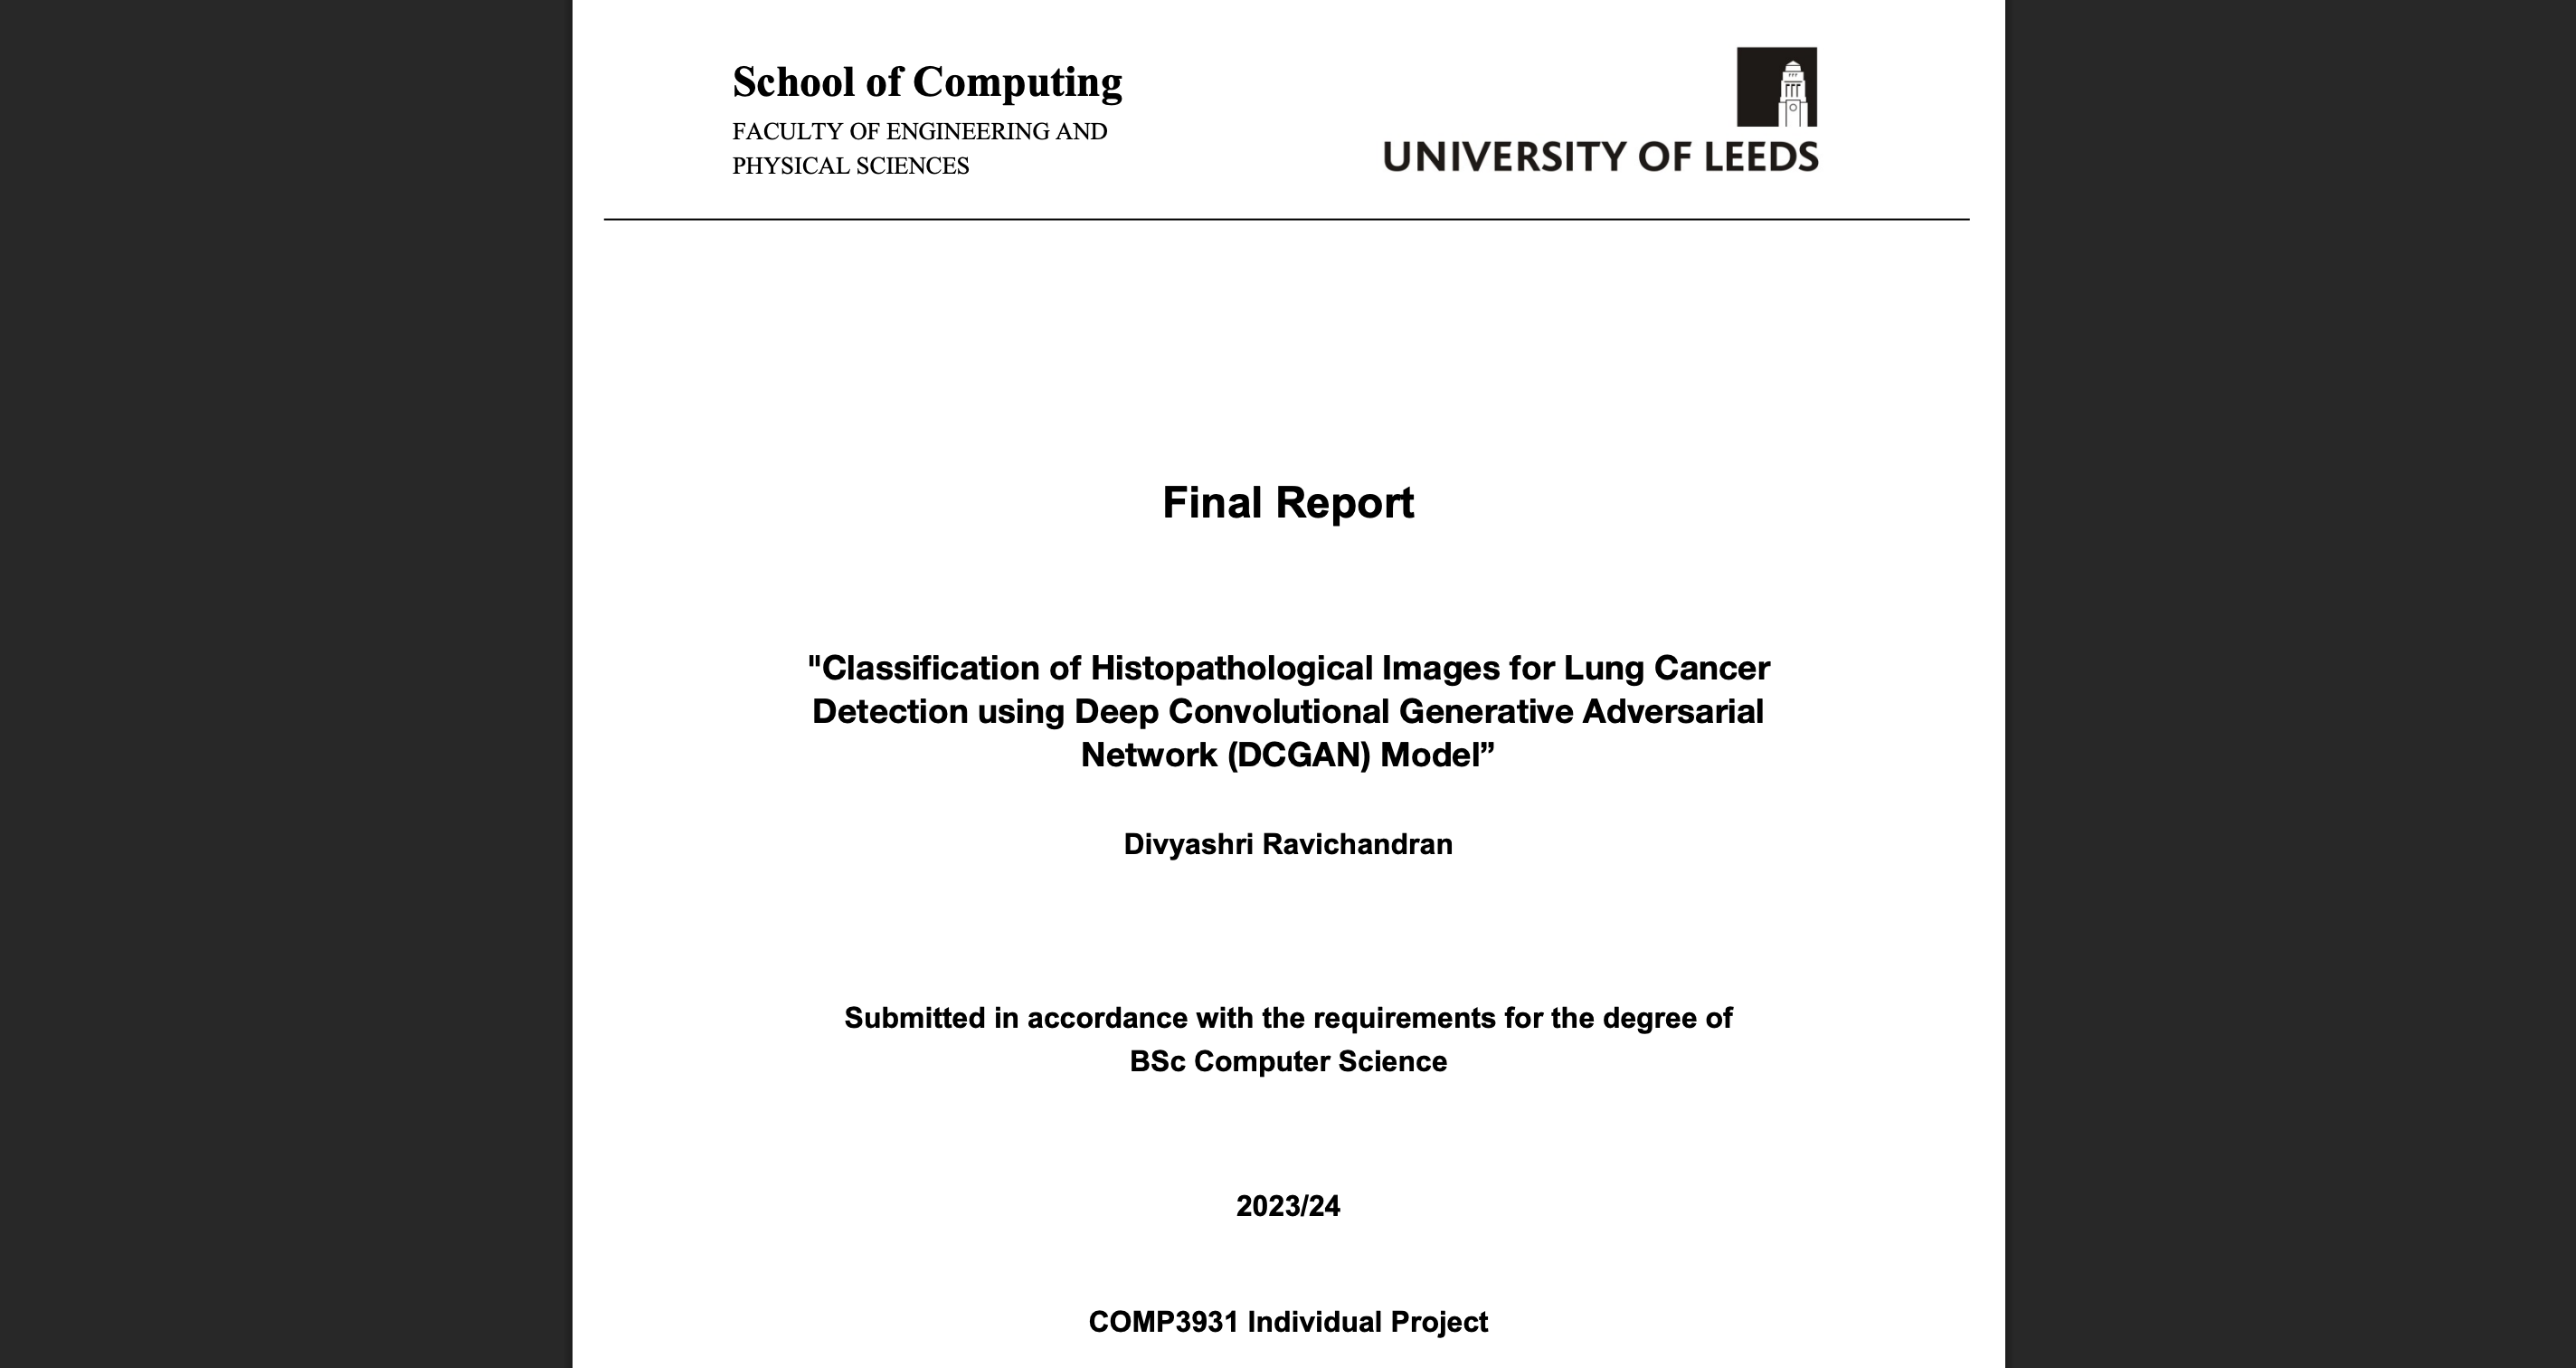 School of Computing
FACULTY OF ENGINEERING AND
PHYSICAL SCIENCES
UNIVERSITY OF LEEDS
Final Report
"Classification of Histopathological Images for Lung Cancer
Detection using Deep Convolutional Generative Adversarial
Network (DCGAN) Model”
Divyashri Ravichandran
Submitted in accordance with the requirements for the degree of
BSc Computer Science
2023/24
COMP3931 Individual Project